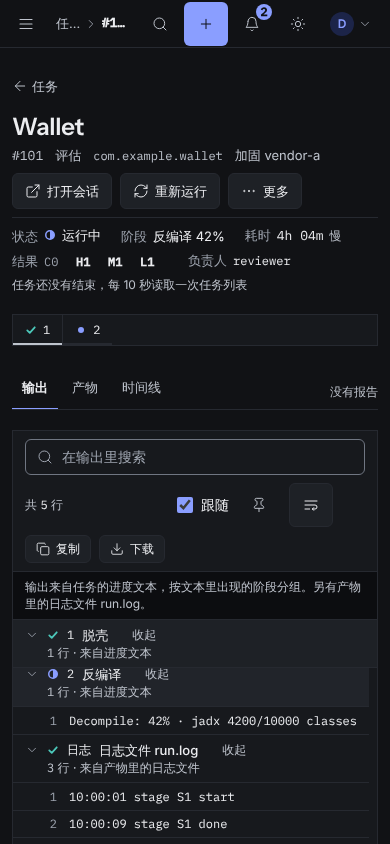 任... > #1...
2
D
← 任务
Wallet
#101 评估 com.example.wallet 加固 vendor-a
打开会话 重新运行 ··· 更多
状态 运行中 阶段 反编译 42% 耗时 4h 04m 慢
结果 C0 H1 M1 L1 负责人 reviewer
任务还没有结束，每 10 秒读取一次任务列表
1 2
输出 产物 时间线 没有报告
在输出里搜索
共 5 行 跟随
复制 下载
输出来自任务的进度文本，按文本里出现的阶段分组。另有产物
里的日志文件 run.log。
1 脱壳 收起
1 行 · 来自进度文本
2 反编译 收起
1 行 · 来自进度文本
1 Decompile: 42% · jadx 4200/10000 classes
日志 日志文件 run.log 收起
3 行 · 来自产物里的日志文件
1 10:00:01 stage S1 start
2 10:00:09 stage S1 done